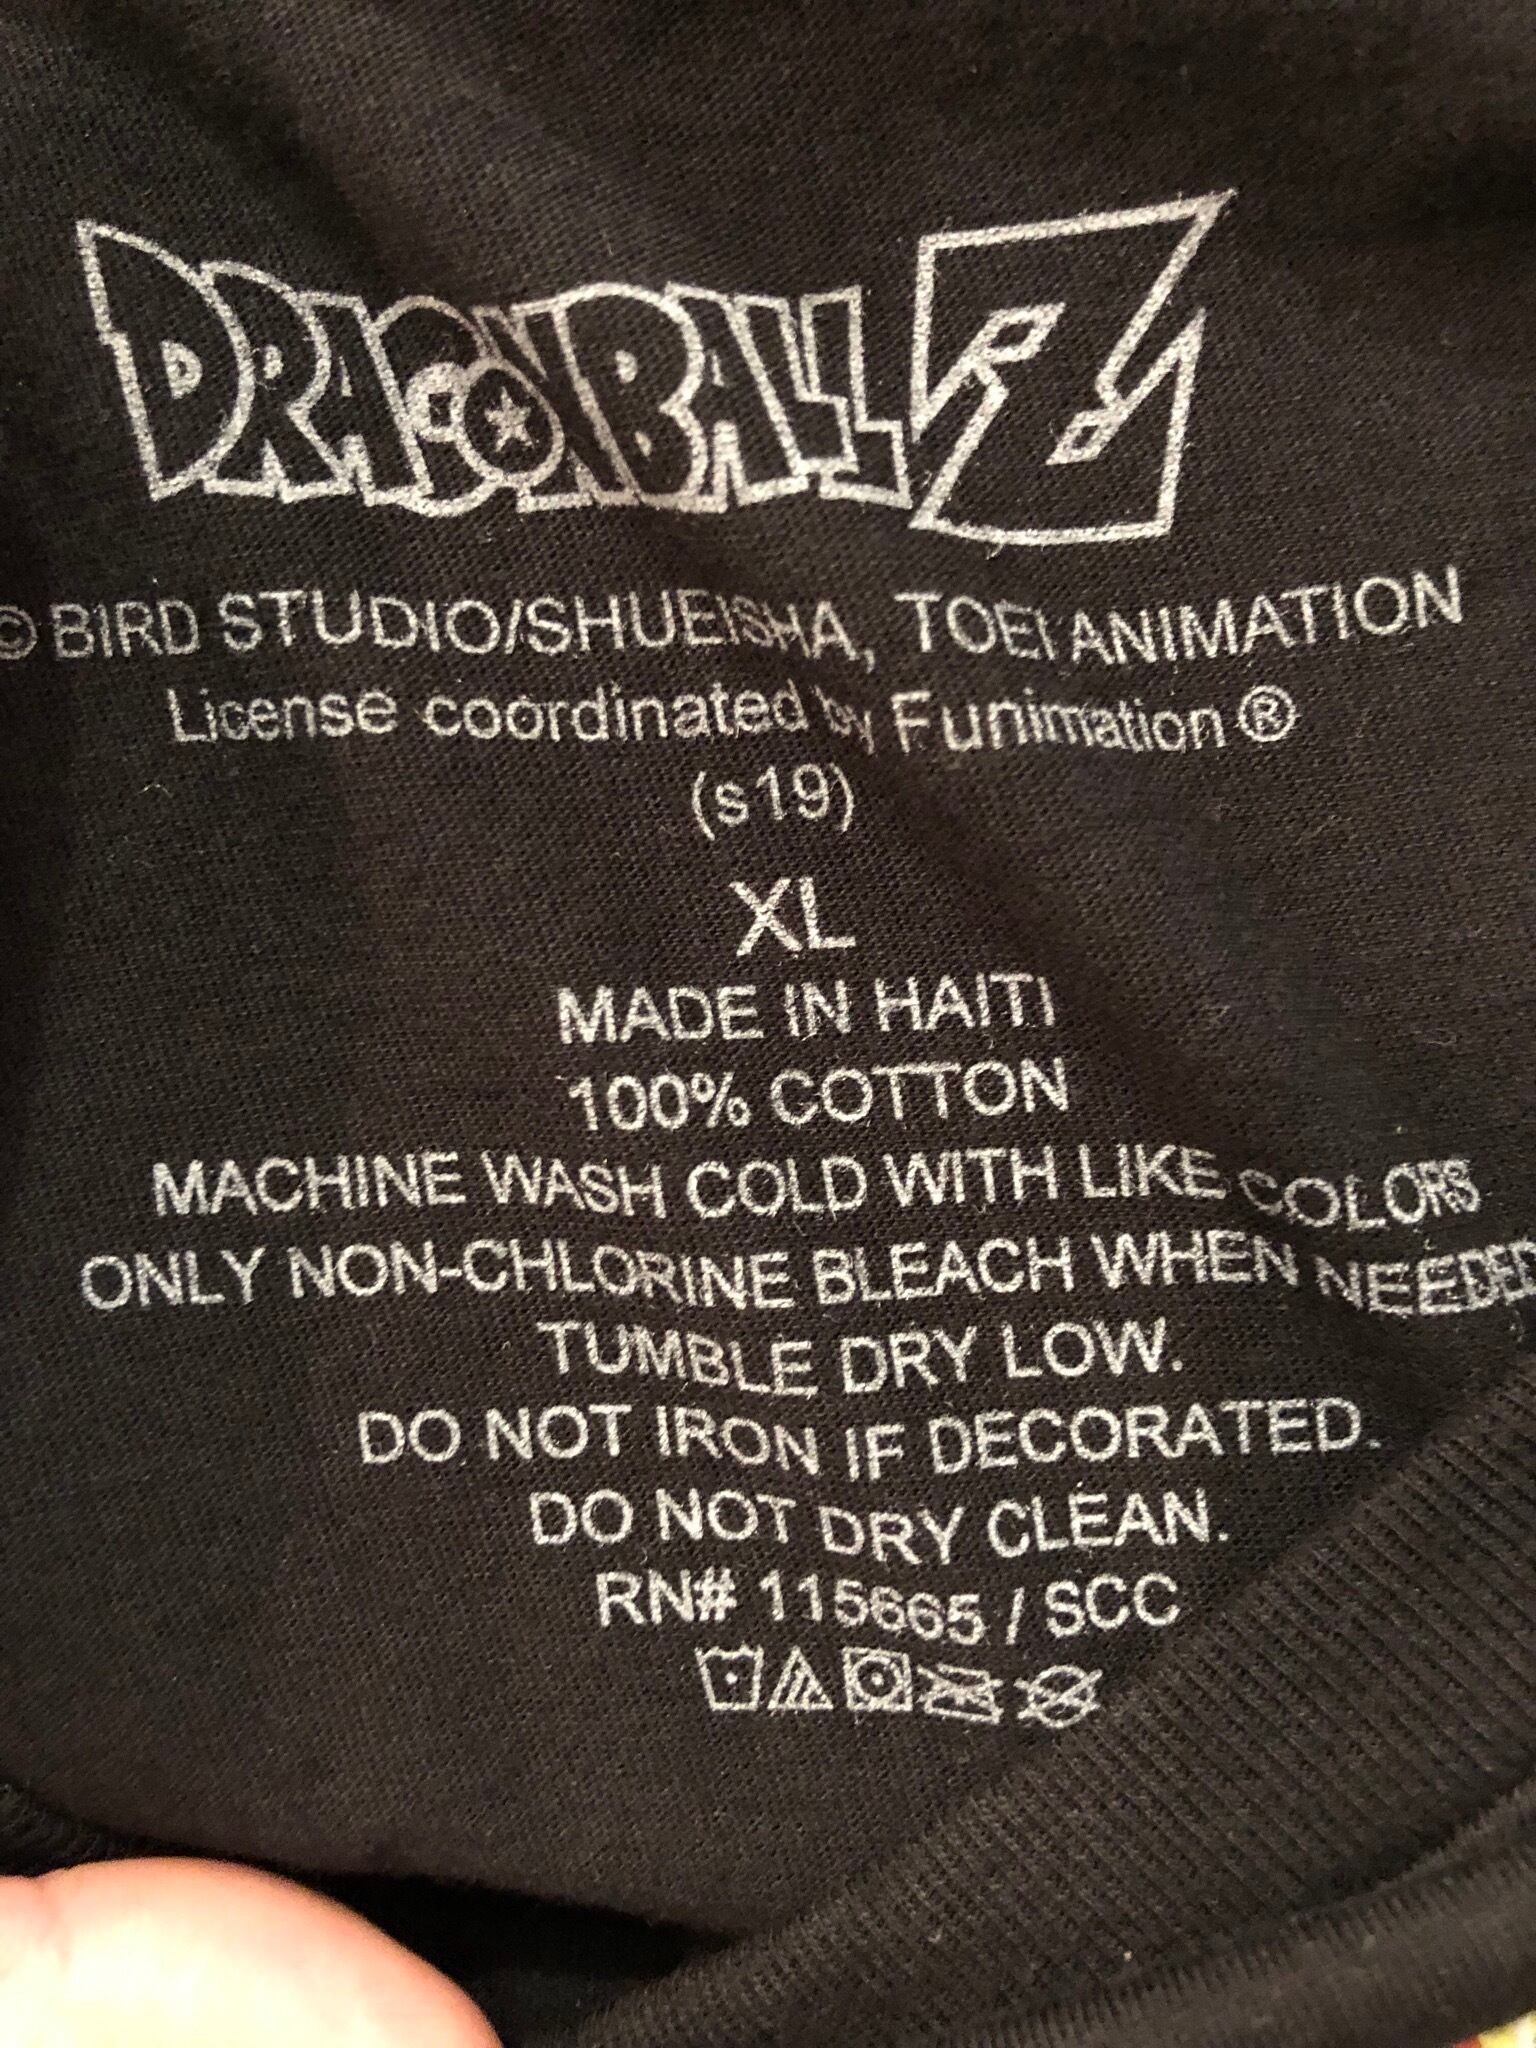 DRAGONBALL Z
© BIRD STUDIO/SHUEISHA, TOEI ANIMATION
License coordinated by Funimation ®
(s19)
XL
MADE IN HAITI
100% COTTON
MACHINE WASH COLD WITH LIKE COLORS
ONLY NON-CHLORINE BLEACH WHEN NEEDED
TUMBLE DRY LOW.
DO NOT IRON IF DECORATED.
DO NOT DRY CLEAN.
RN# 115665 / SCC